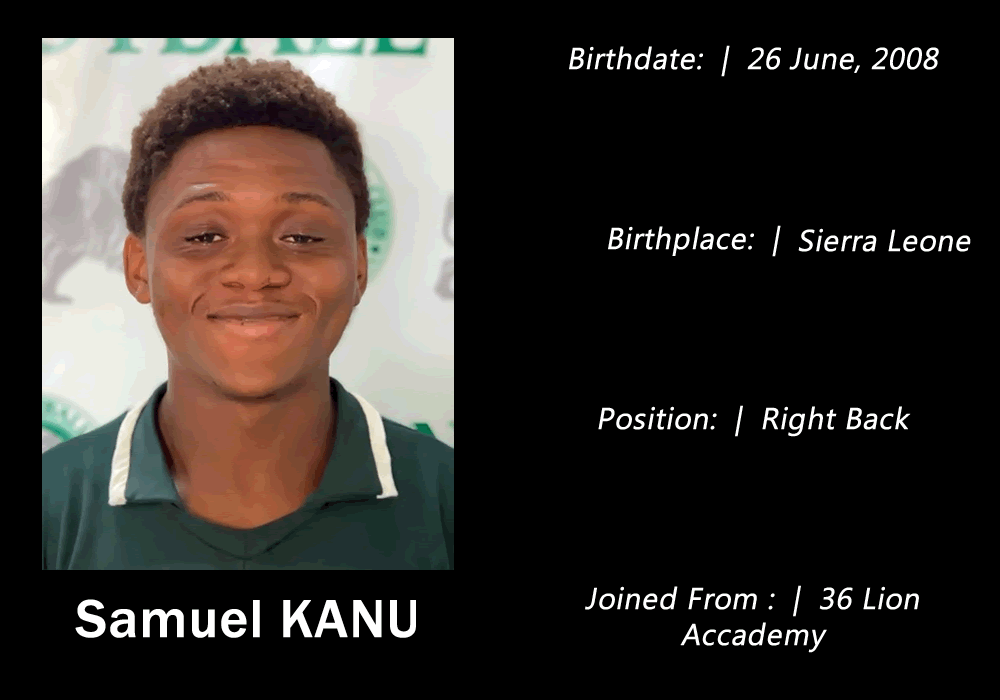 Birthdate: | 26 June, 2008
Birthplace: | Sierra Leone
Position: | Right Back
Joined From : | 36 Lion
Accademy
Samuel KANU